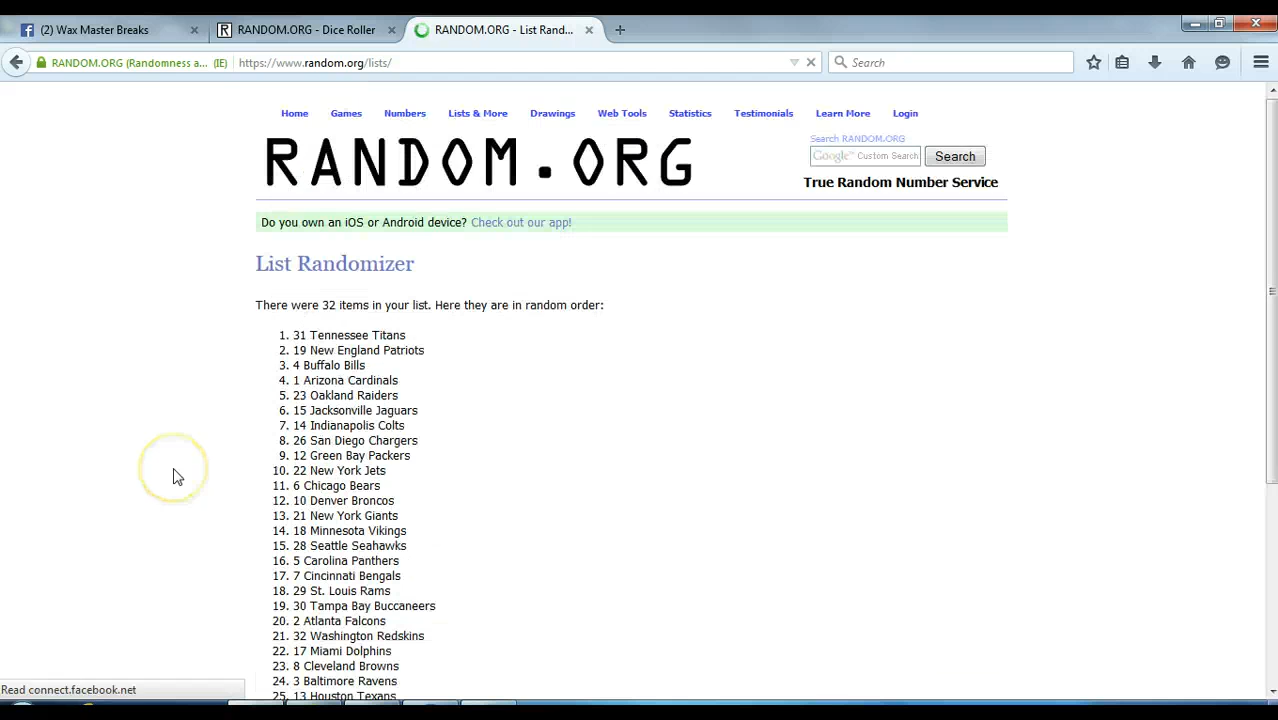 (2) Wax Master Breaks
RANDOM.ORG - Dice Roller
RANDOM.ORG - List Rand...
RANDOM.ORG (Randomness a... (IE)
https://www.random.org/lists/
Search
Home Games Numbers Lists & More Drawings Web Tools Statistics Testimonials Learn More Login
RANDOM.ORG
Search RANDOM.ORG
Google™ Custom Search
Search
True Random Number Service
Do you own an iOS or Android device? Check out our app!
List Randomizer
There were 32 items in your list. Here they are in random order:
1. 31 Tennessee Titans
2. 19 New England Patriots
3. 4 Buffalo Bills
4. 1 Arizona Cardinals
5. 23 Oakland Raiders
6. 15 Jacksonville Jaguars
7. 14 Indianapolis Colts
8. 26 San Diego Chargers
9. 12 Green Bay Packers
10. 22 New York Jets
11. 6 Chicago Bears
12. 10 Denver Broncos
13. 21 New York Giants
14. 18 Minnesota Vikings
15. 28 Seattle Seahawks
16. 5 Carolina Panthers
17. 7 Cincinnati Bengals
18. 29 St. Louis Rams
19. 30 Tampa Bay Buccaneers
20. 2 Atlanta Falcons
21. 32 Washington Redskins
22. 17 Miami Dolphins
23. 8 Cleveland Browns
24. 3 Baltimore Ravens
25. 13 Houston Texans
Read connect.facebook.net